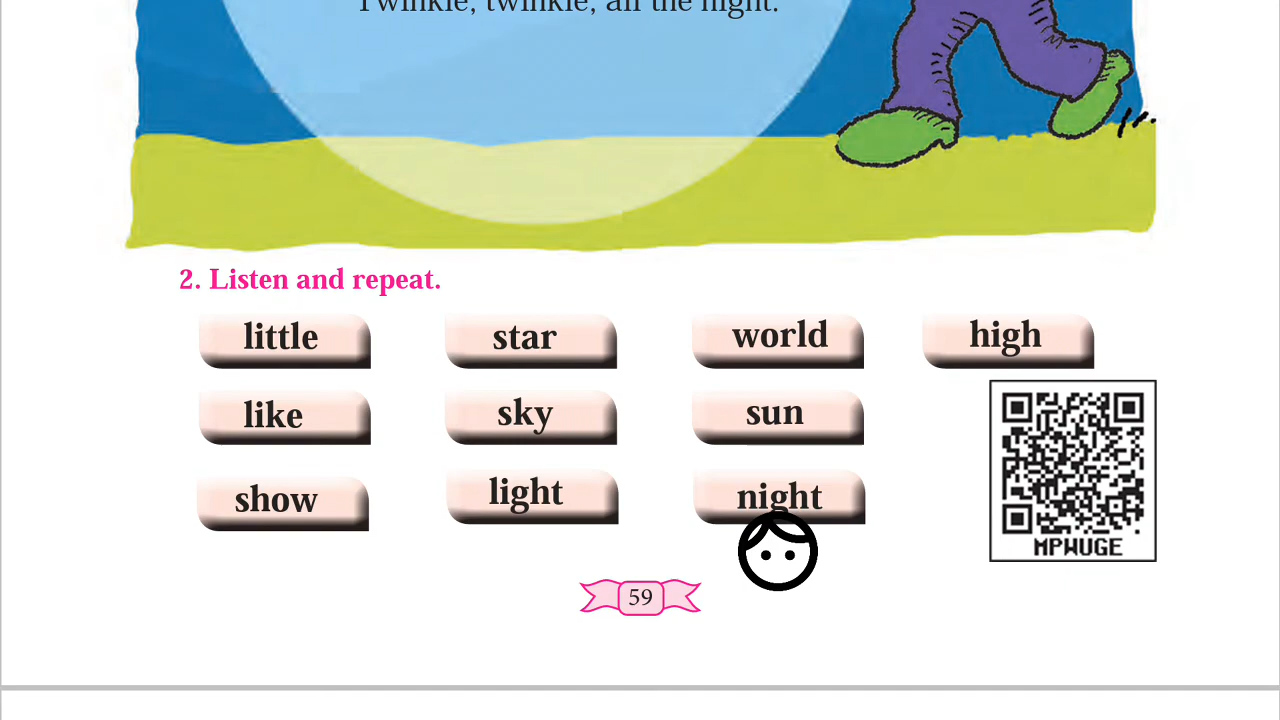 Twinkle, twinkle, all the night.
2. Listen and repeat.
little star world high
like sky sun
show light night
MPWUGE
59